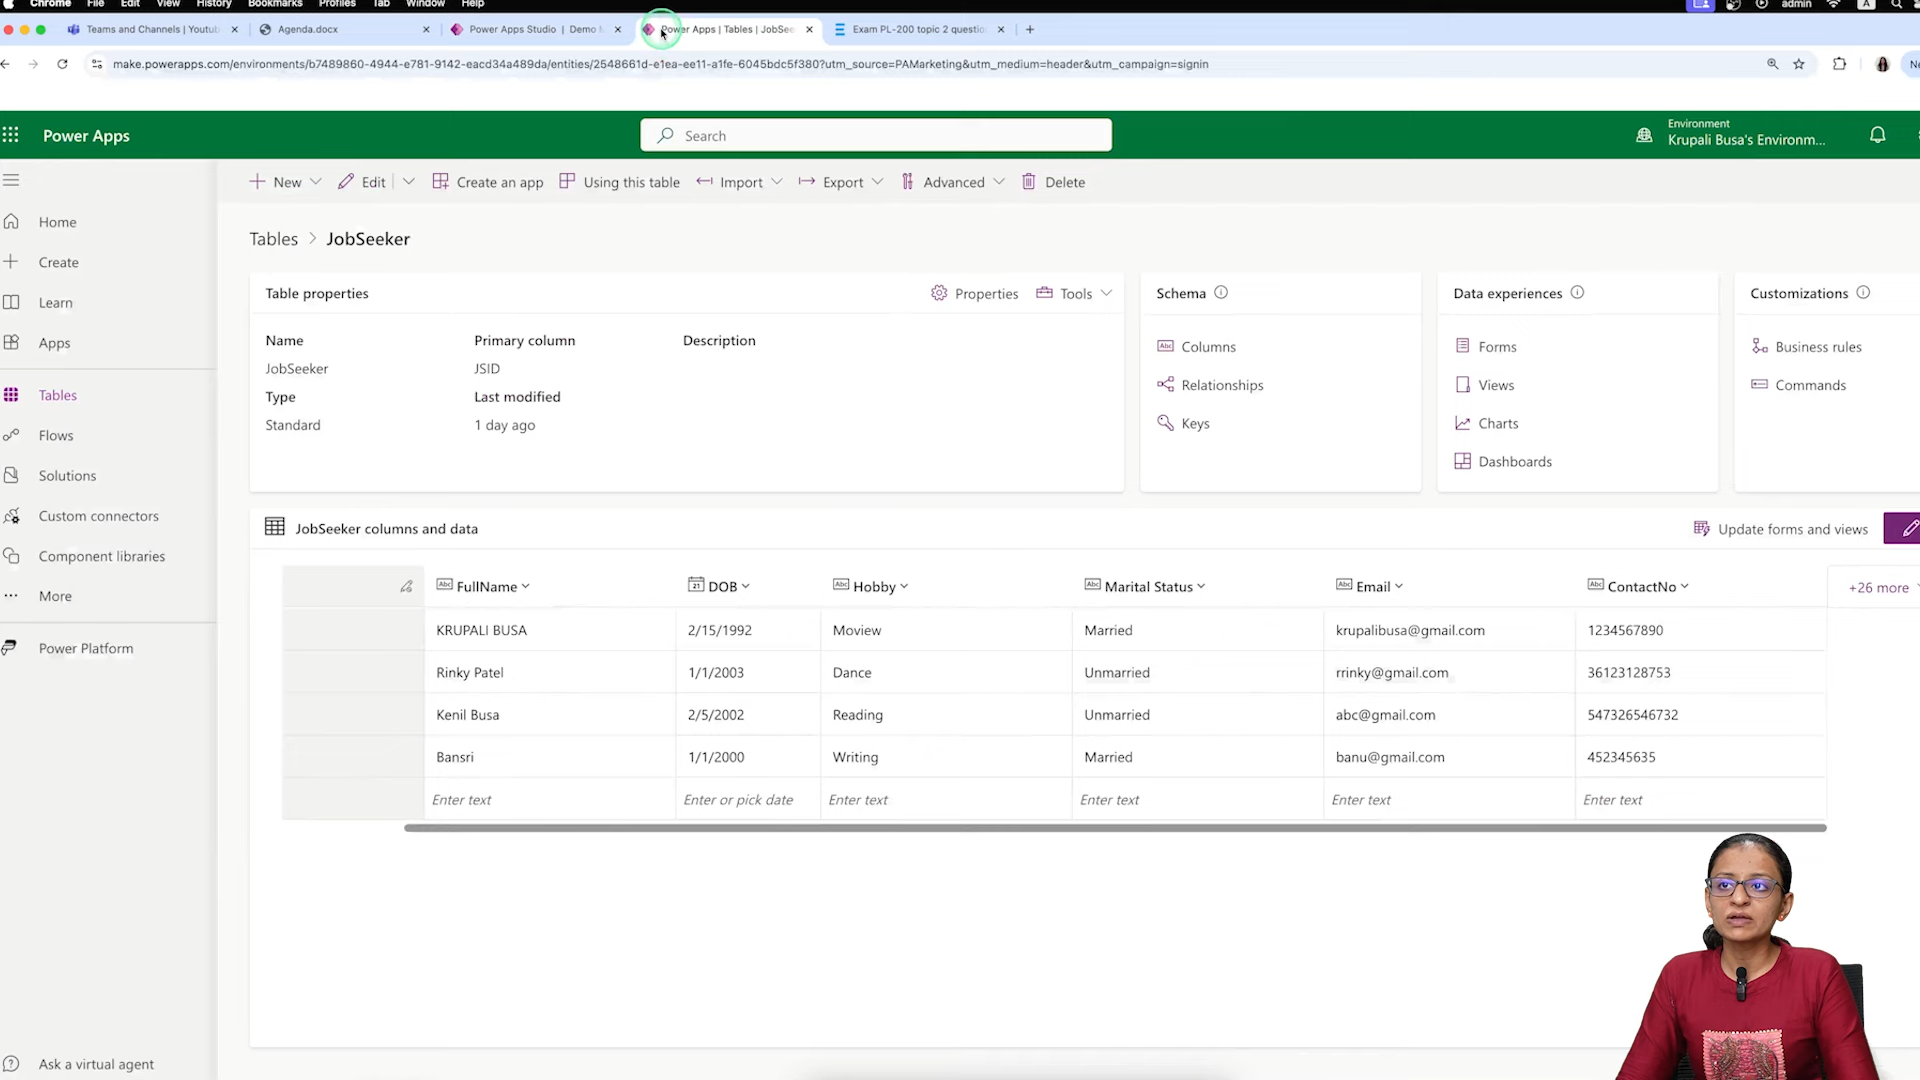 Chrome File Edit View History Bookmarks Profiles Tab Window Help admin A
Teams and Channels | Youtub Agenda.docx Power Apps Studio | Demo Power Apps | Tables | JobSee Exam PL-200 topic 2 questio
make.powerapps.com/environments/b7489860-4944-e781-9142-eacd34a489da/entities/2548661d-e1ea-ee11-a1fe-6045bdc5f380?utm_source=PAMarketing&utm_medium=header&utm_campaign=signin
Power Apps
Search
Environment
Krupali Busa's Environm...
New Edit Create an app Using this table Import Export Advanced Delete
Home
Create
Learn
Apps
Tables
Flows
Solutions
Custom connectors
Component libraries
More
Power Platform
Ask a virtual agent
Tables > JobSeeker
Table properties Properties Tools
Name Primary column Description
JobSeeker JSID
Type Last modified
Standard 1 day ago
Schema
Columns
Relationships
Keys
Data experiences
Forms
Views
Charts
Dashboards
Customizations
Business rules
Commands
JobSeeker columns and data Update forms and views
FullName DOB Hobby Marital Status Email ContactNo +26 more
KRUPALI BUSA 2/15/1992 Moview Married krupalibusa@gmail.com 1234567890
Rinky Patel 1/1/2003 Dance Unmarried rrinky@gmail.com 36123128753
Kenil Busa 2/5/2002 Reading Unmarried abc@gmail.com 547326546732
Bansri 1/1/2000 Writing Married banu@gmail.com 452345635
Enter text Enter or pick date Enter text Enter text Enter text Enter text